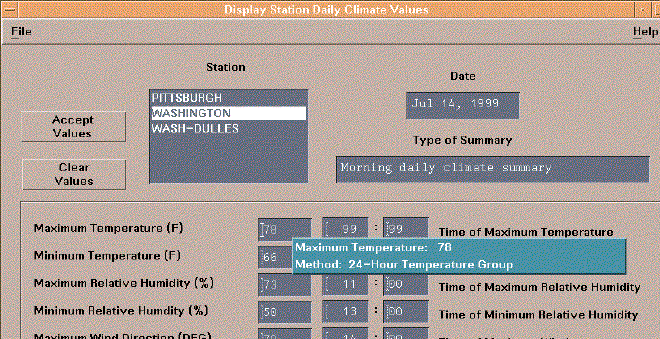 Display Station Daily Climate Values
File Help
Station
Date
PITTSBURGH
WASHINGTON
WASH-DULLES
Jul 14, 1999
Accept
Values
Type of Summary
Clear
Values
Morning daily climate summary
Maximum Temperature (F) 78 99 : 99 Time of Maximum Temperature
Maximum Temperature: 78
Minimum Temperature (F) 66
Method: 24-Hour Temperature Group
Maximum Relative Humidity (%) 73 11 : 00 Time of Maximum Relative Humidity
Minimum Relative Humidity (%) 50 13 : 00 Time of Minimum Relative Humidity
Maximum Wind Direction (DEG)